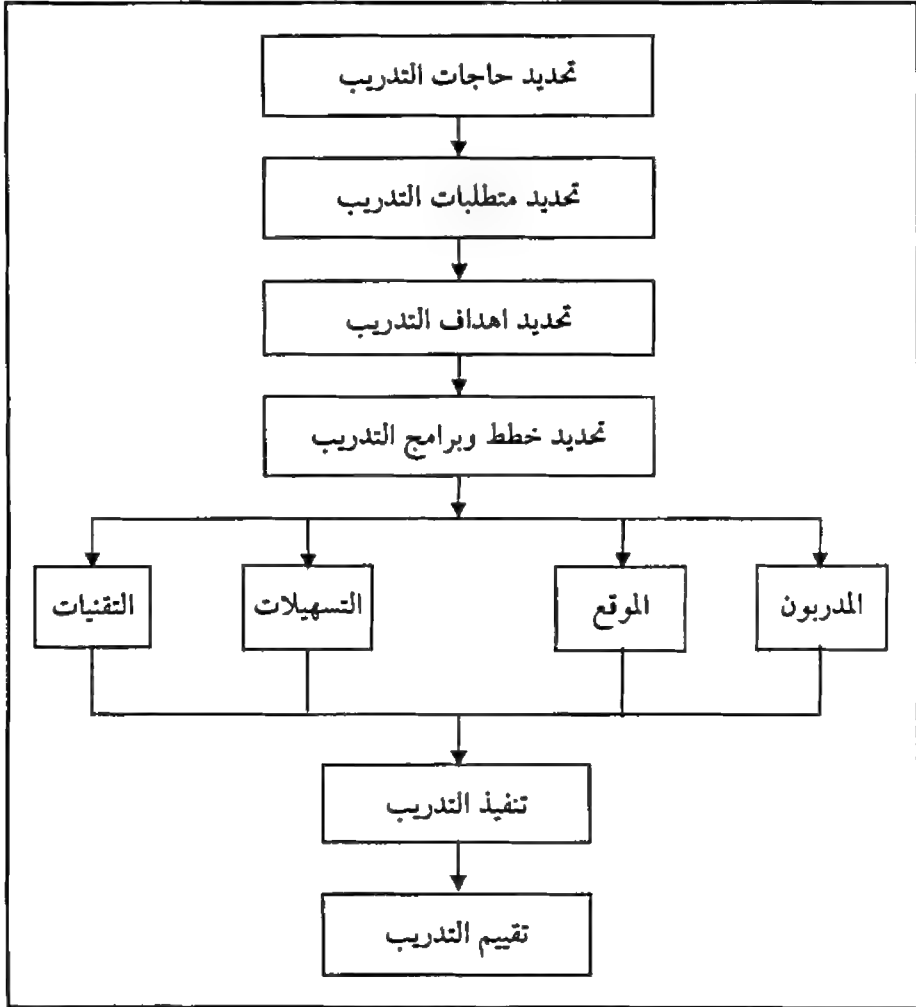 تحديد حاجات التدريب
تحديد متطلبات التدريب
تحديد اهداف التدريب
تحديد خطط وبرامج التدريب
المدربون
الموقع
التسهيلات
التقنيات
تنفيذ التدريب
تقييم التدريب